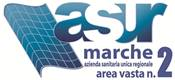 asur
marche
azienda sanitaria unica regionale
area vasta n. 2